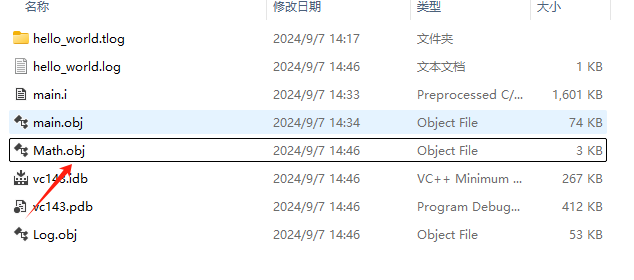 名称 修改日期 类型 大小
hello_world.tlog 2024/9/7 14:17 文件夹
hello_world.log 2024/9/7 14:46 文本文档 1 KB
main.i 2024/9/7 14:33 Preprocessed C/... 1,601 KB
main.obj 2024/9/7 14:34 Object File 74 KB
Math.obj 2024/9/7 14:46 Object File 3 KB
vc143.idb 2024/9/7 14:46 VC++ Minimum ... 267 KB
vc143.pdb 2024/9/7 14:46 Program Debug... 412 KB
Log.obj 2024/9/7 14:46 Object File 53 KB